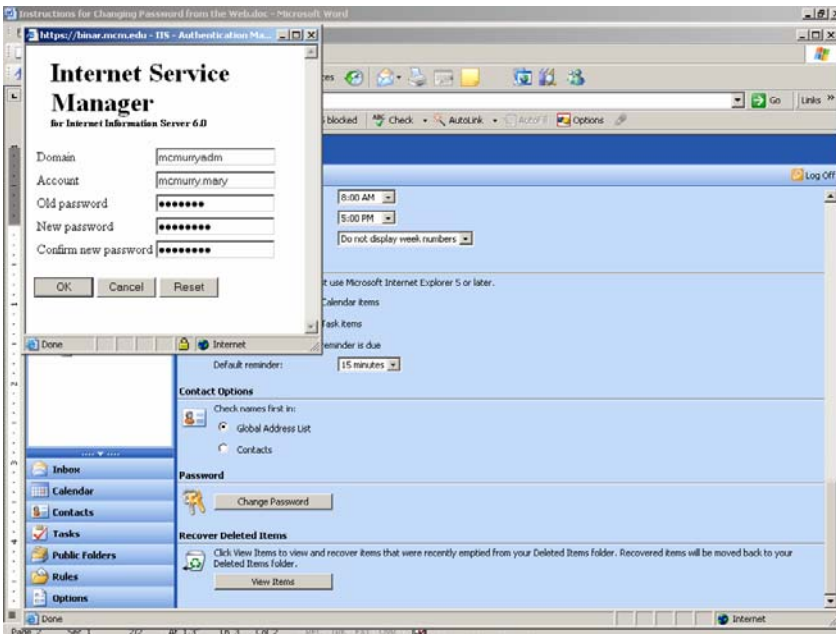 Instructions for Changing Password from the Web.doc - Microsoft Word
https://binar.mcm.edu - IIS - Authentication Ma...
Internet Service
Manager
for Internet Information Server 6.0
Domain mcmurryadm
Account mcmurry.mary
Old password ●●●●●●●
New password ●●●●●●●●
Confirm new password ●●●●●●●●
OK Cancel Reset
Done Internet
Go Links »
blocked Check AutoLink AutoFill Options
Log Off
8:00 AM
5:00 PM
Do not display week numbers
t use Microsoft Internet Explorer 5 or later.
Calendar items
Task items
eminder is due
Default reminder: 15 minutes
Contact Options
Check names first in:
Global Address List
Contacts
Password
Change Password
Recover Deleted Items
Click View Items to view and recover items that were recently emptied from your Deleted Items folder. Recovered items will be moved back to your
Deleted Items folder.
View Items
Inbox
Calendar
Contacts
Tasks
Public Folders
Rules
Options
Done Internet